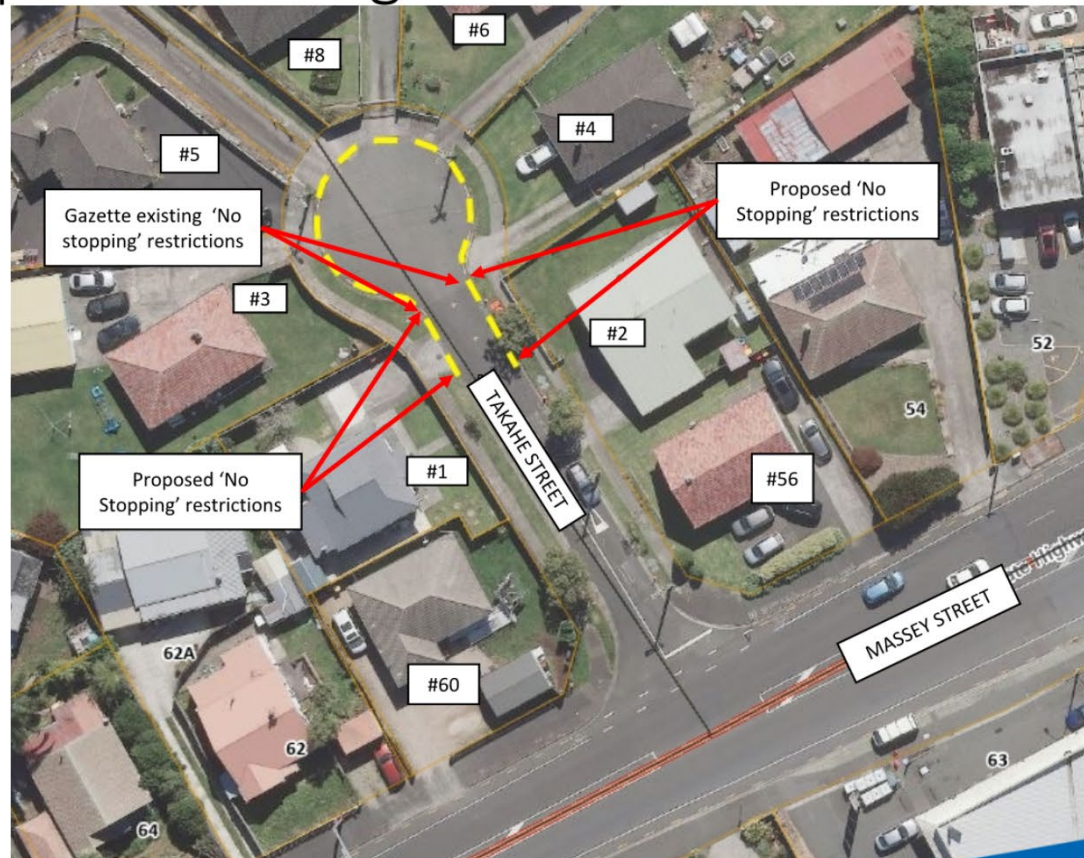 #8
#6
#4
#5
Gazette existing 'No
stopping' restrictions
Proposed 'No
Stopping' restrictions
#3
#2
52
54
TAKAHE STREET
Proposed 'No
Stopping' restrictions
#1
#56
MASSEY STREET
62A
#60
62
63
64